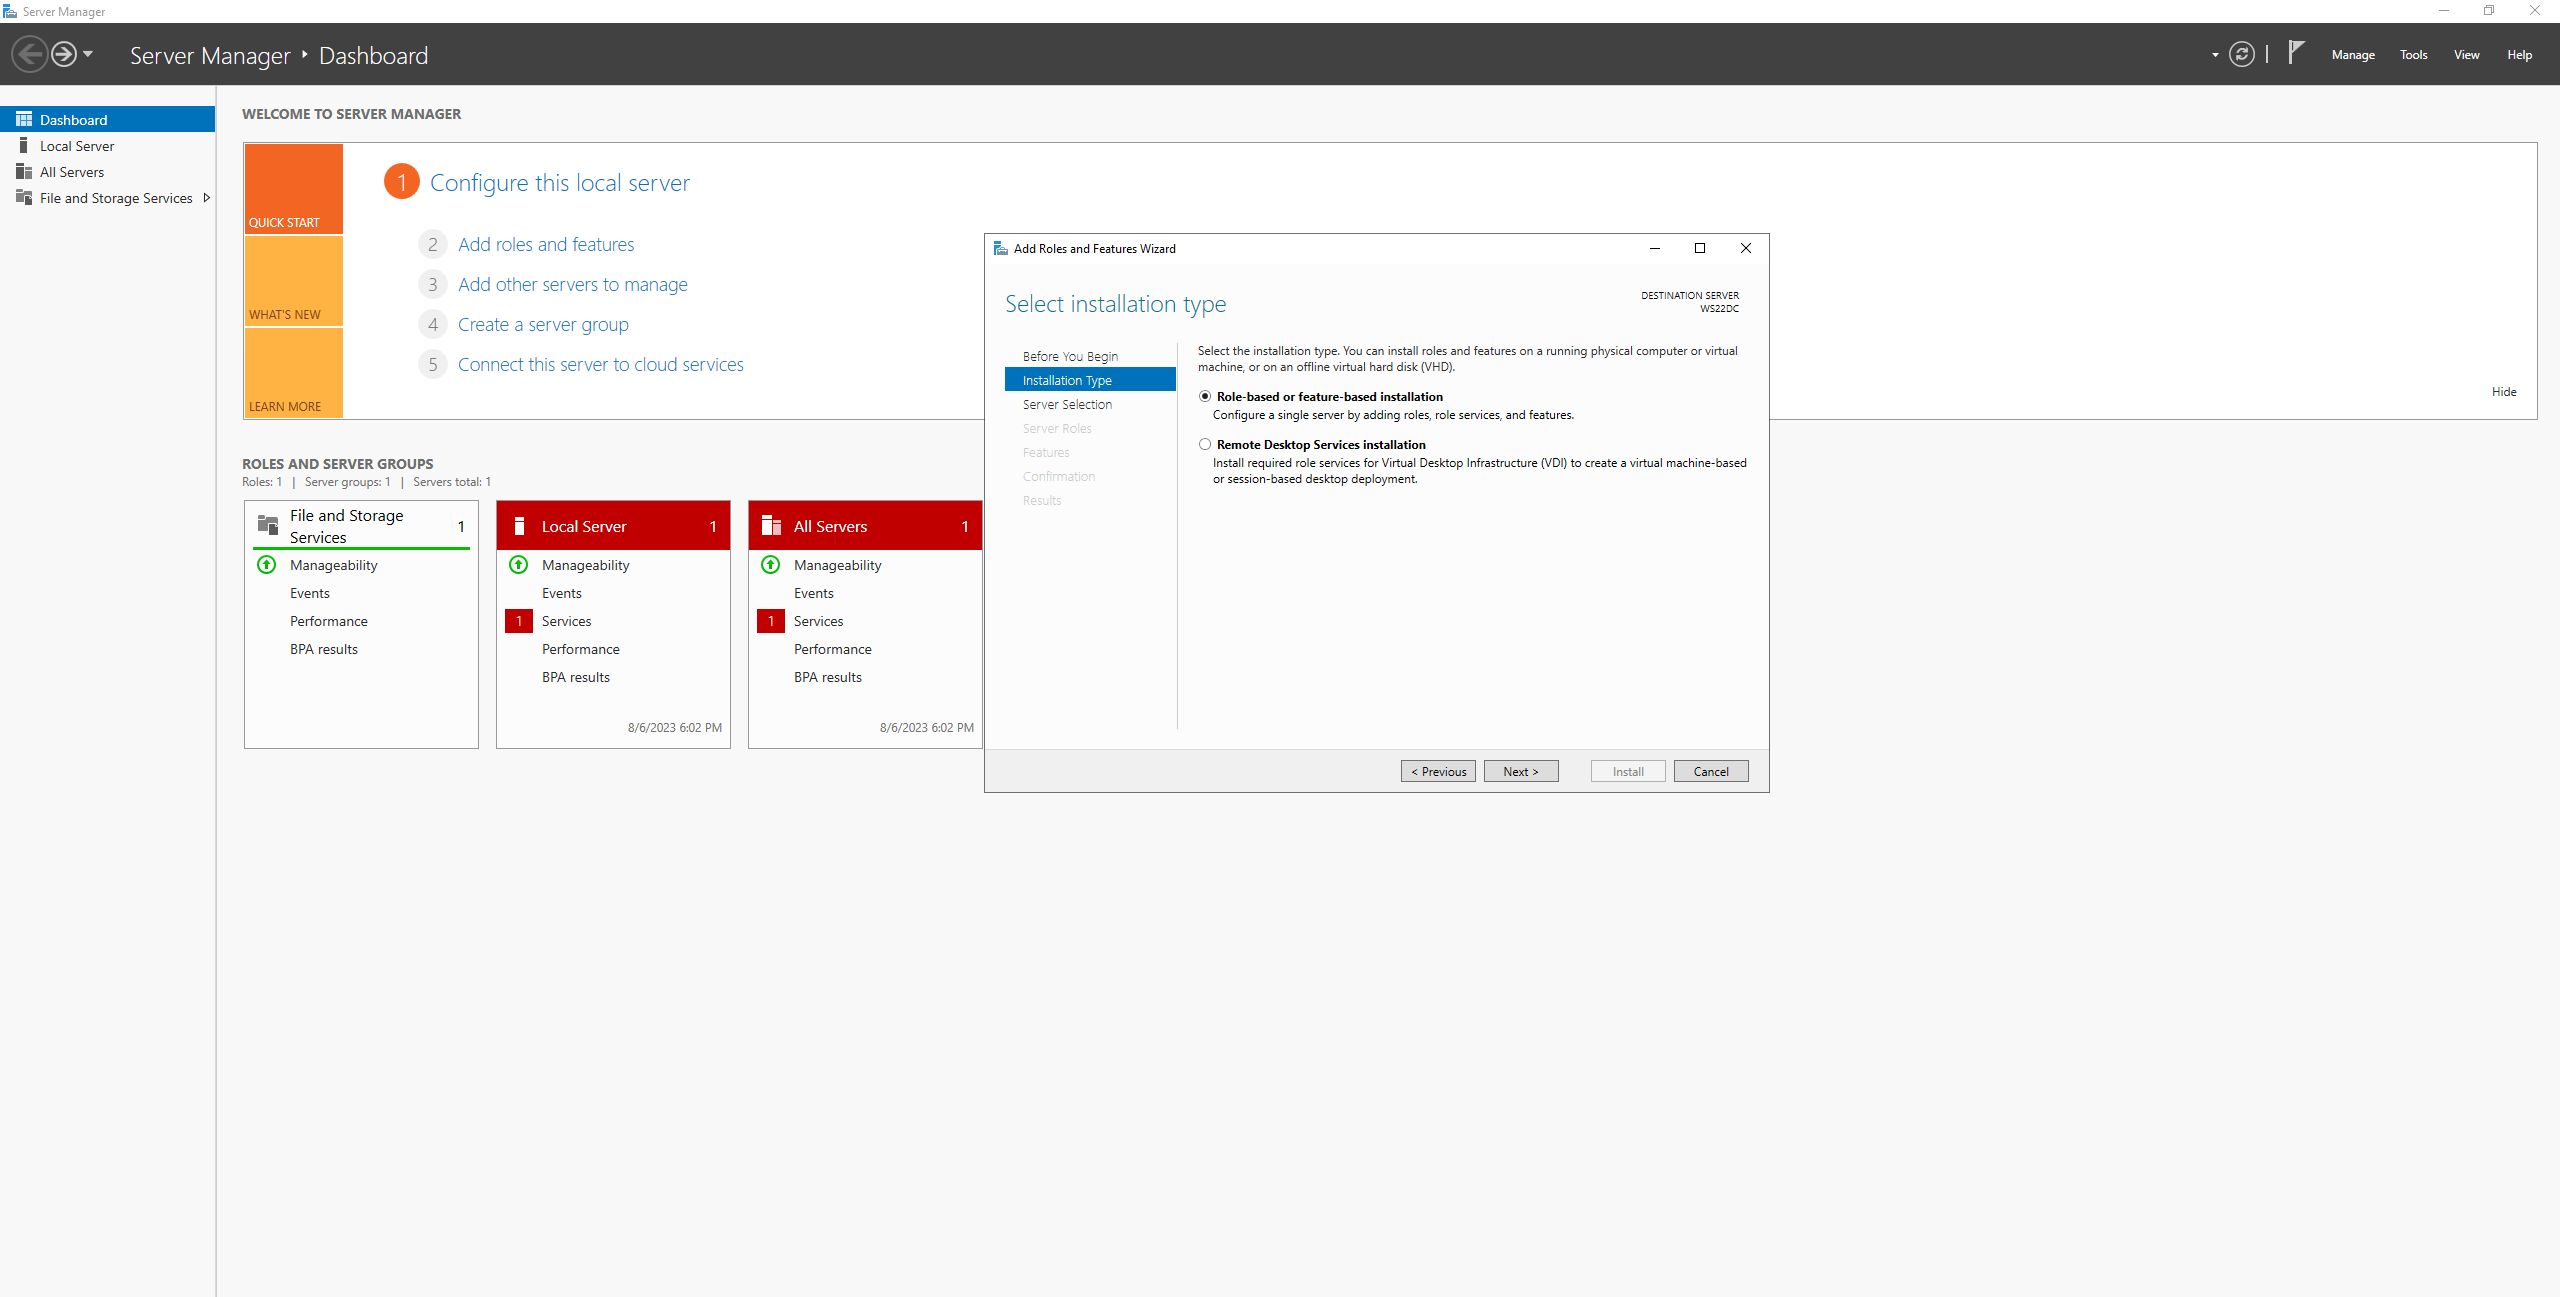 Server Manager
Server Manager ‣ Dashboard
Manage
Tools
View
Help
Dashboard
Local Server
All Servers
File and Storage Services
WELCOME TO SERVER MANAGER
QUICK START
WHAT'S NEW
LEARN MORE
1 Configure this local server
2 Add roles and features
3 Add other servers to manage
4 Create a server group
5 Connect this server to cloud services
Hide
ROLES AND SERVER GROUPS
Roles: 1 | Server groups: 1 | Servers total: 1
File and Storage
Services
1
Manageability
Events
Performance
BPA results
Local Server 1
Manageability
Events
1 Services
Performance
BPA results
8/6/2023 6:02 PM
All Servers 1
Manageability
Events
1 Services
Performance
BPA results
8/6/2023 6:02 PM
Add Roles and Features Wizard
Select installation type
DESTINATION SERVER
WS22DC
Before You Begin
Installation Type
Server Selection
Server Roles
Features
Confirmation
Results
Select the installation type. You can install roles and features on a running physical computer or virtual
machine, or on an offline virtual hard disk (VHD).
Role-based or feature-based installation
Configure a single server by adding roles, role services, and features.
Remote Desktop Services installation
Install required role services for Virtual Desktop Infrastructure (VDI) to create a virtual machine-based
or session-based desktop deployment.
< Previous
Next >
Install
Cancel